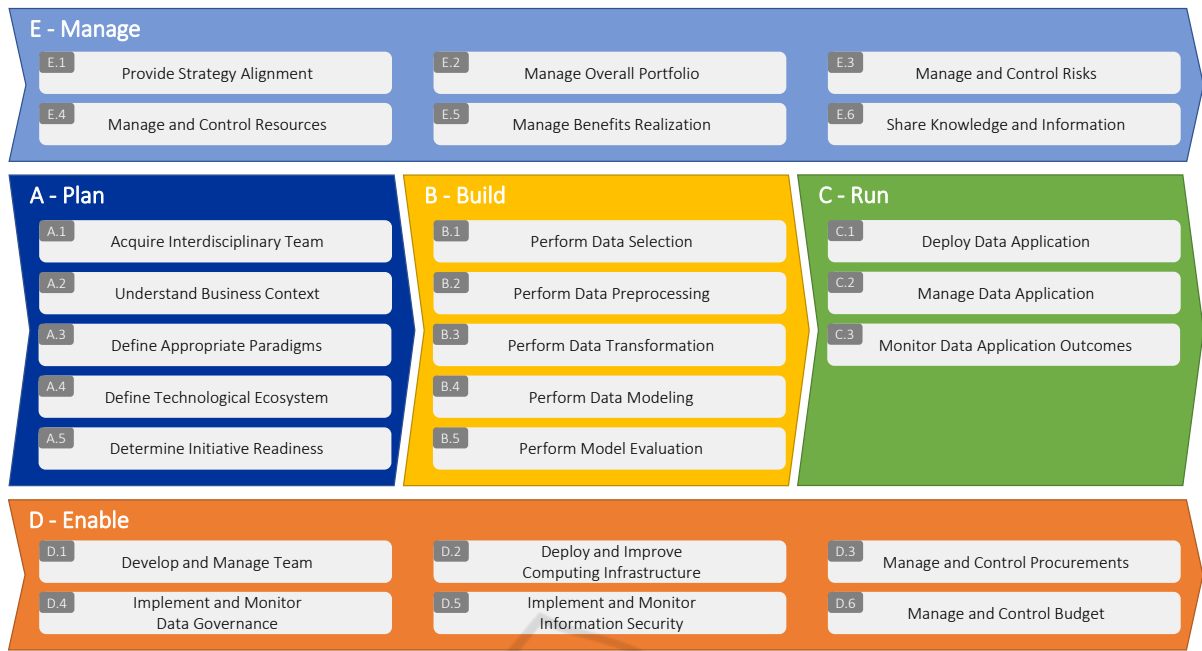 E - Manage
E.1
Provide Strategy Alignment
E.2
Manage Overall Portfolio
E.3
Manage and Control Risks
E.4
Manage and Control Resources
E.5
Manage Benefits Realization
E.6
Share Knowledge and Information
A - Plan
A.1
Acquire Interdisciplinary Team
A.2
Understand Business Context
A.3
Define Appropriate Paradigms
A.4
Define Technological Ecosystem
A.5
Determine Initiative Readiness
B - Build
B.1
Perform Data Selection
B.2
Perform Data Preprocessing
B.3
Perform Data Transformation
B.4
Perform Data Modeling
B.5
Perform Model Evaluation
C - Run
C.1
Deploy Data Application
C.2
Manage Data Application
C.3
Monitor Data Application Outcomes
D - Enable
D.1
Develop and Manage Team
D.2
Deploy and Improve
Computing Infrastructure
D.3
Manage and Control Procurements
D.4
Implement and Monitor
Data Governance
D.5
Implement and Monitor
Information Security
D.6
Manage and Control Budget